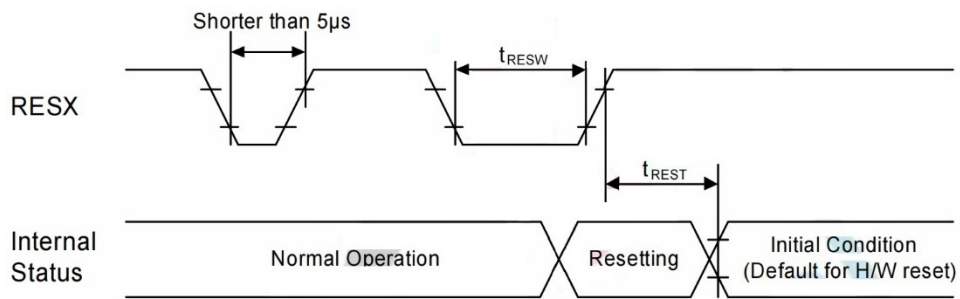 Shorter than 5µs
tRESW
RESX
tREST
Internal
Status
Normal Operation
Resetting
Initial Condition
(Default for H/W reset)